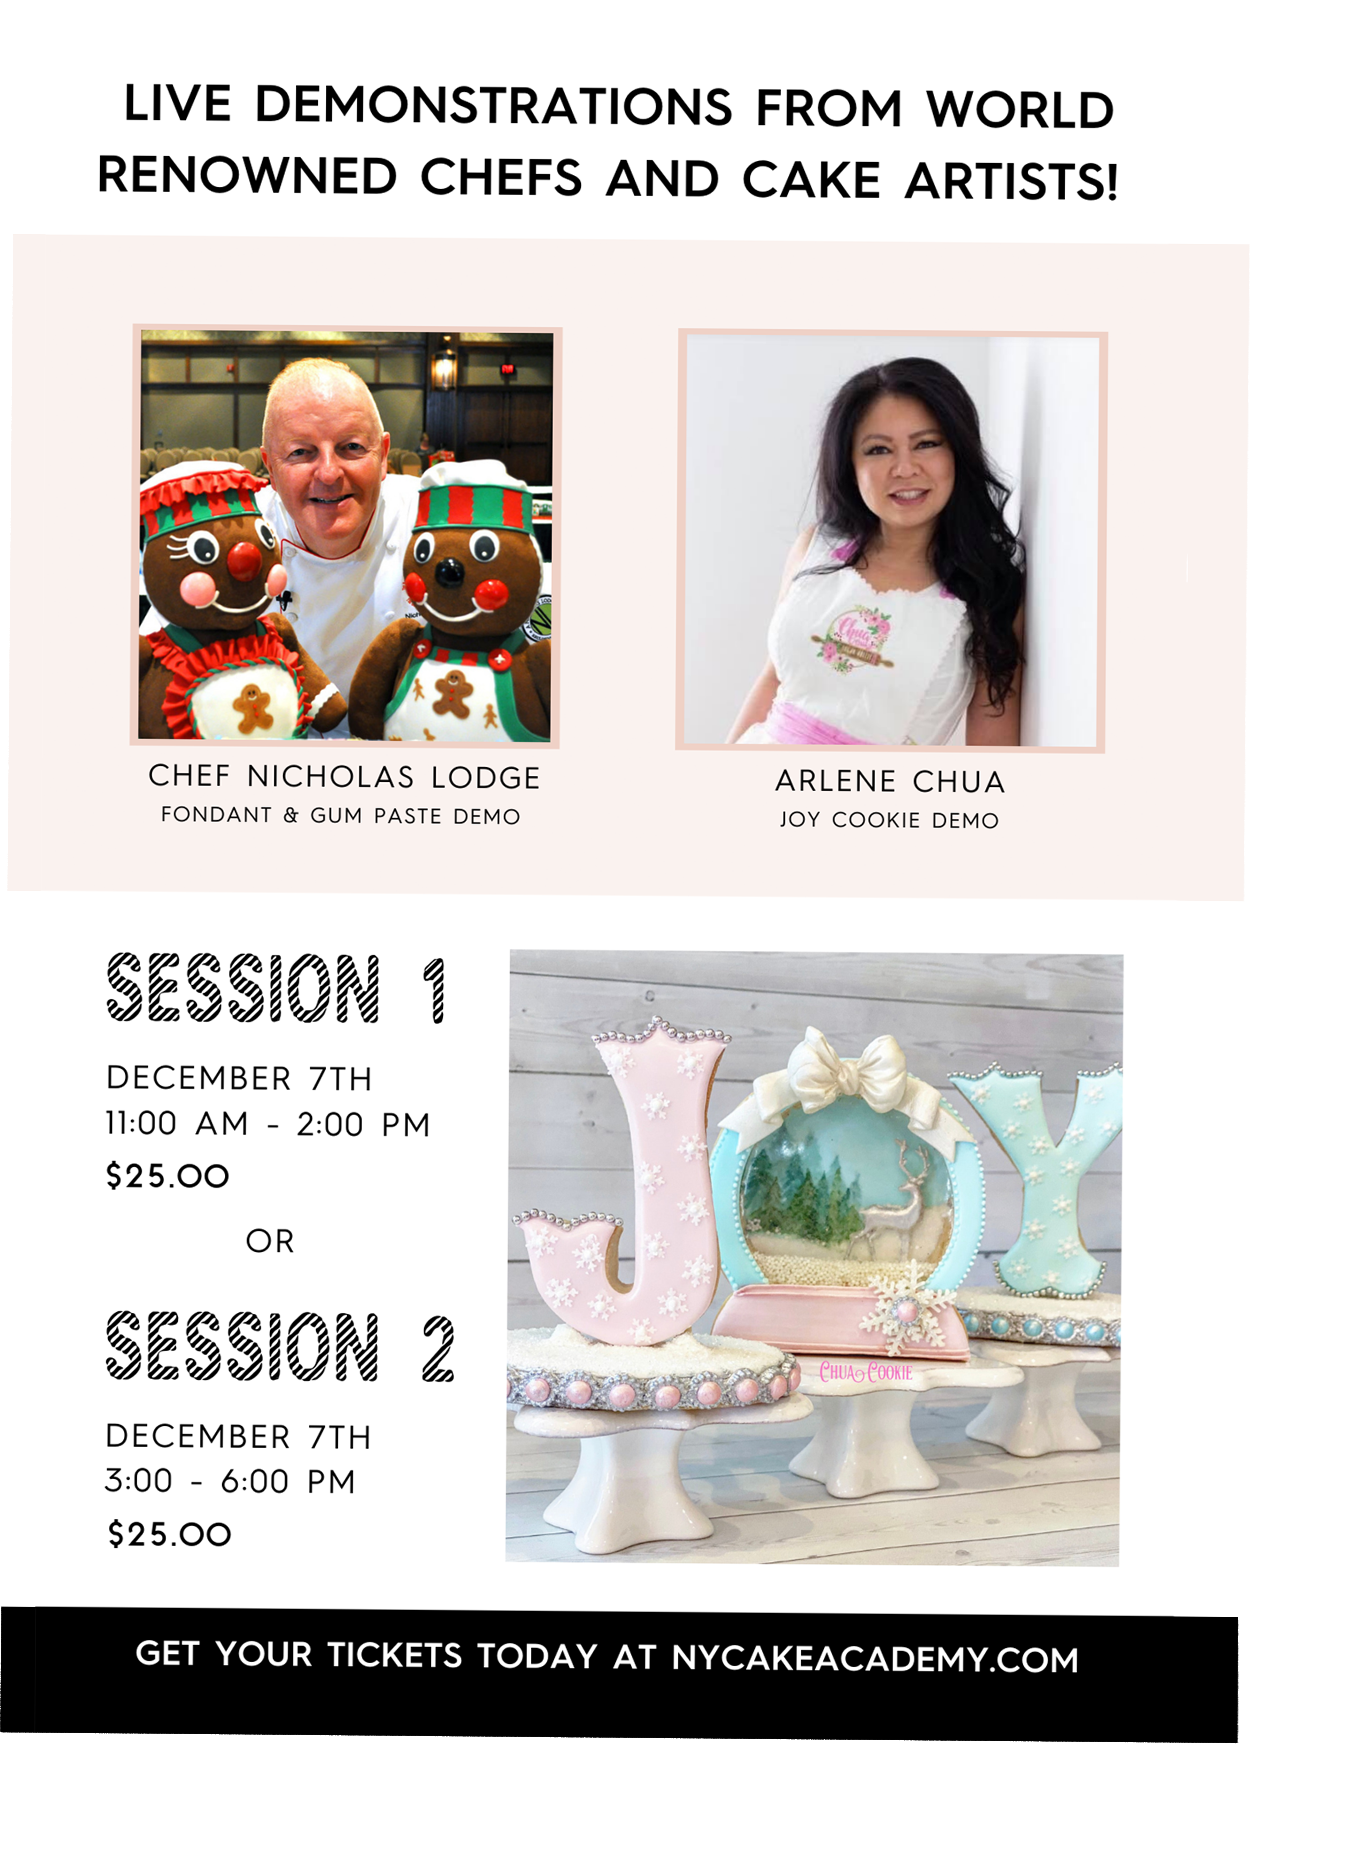 LIVE DEMONSTRATIONS FROM WORLD
RENOWNED CHEFS AND CAKE ARTISTS!
CHEF NICHOLAS LODGE
FONDANT & GUM PASTE DEMO
ARLENE CHUA
JOY COOKIE DEMO
SESSION 1
DECEMBER 7TH
11:00 AM - 2:00 PM
$25.00
OR
SESSION 2
DECEMBER 7TH
3:00 - 6:00 PM
$25.00
CHUA COOKIE
GET YOUR TICKETS TODAY AT NYCAKEACADEMY.COM